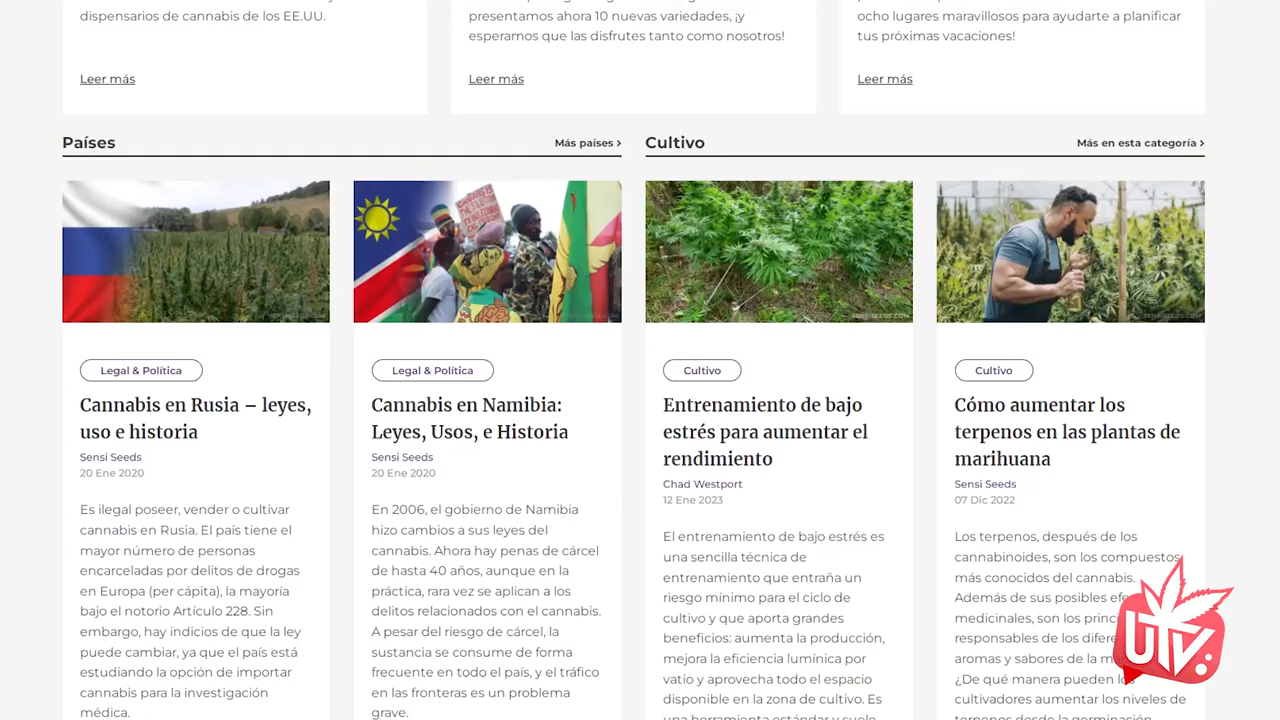 dispensarios de cannabis de los EE.UU.
Leer más
presentamos ahora 10 nuevas variedades, ¡y
esperamos que las disfrutes tanto como nosotros!
Leer más
ocho lugares maravillosos para ayudarte a planificar
tus próximas vacaciones!
Leer más
Países
Más países ›
Cultivo
Más en esta categoría ›
Legal & Política
Cannabis en Rusia – leyes,
uso e historia
Sensi Seeds
20 Ene 2020
Es ilegal poseer, vender o cultivar
cannabis en Rusia. El país tiene el
mayor número de personas
encarceladas por delitos de drogas
en Europa (per cápita), la mayoría
bajo el notorio Artículo 228. Sin
embargo, hay indicios de que la ley
puede cambiar, ya que el país está
estudiando la opción de importar
cannabis para la investigación
médica.
Legal & Política
Cannabis en Namibia:
Leyes, Usos, e Historia
Sensi Seeds
20 Ene 2020
En 2006, el gobierno de Namibia
hizo cambios a sus leyes del
cannabis. Ahora hay penas de cárcel
de hasta 40 años, aunque en la
práctica, rara vez se aplican a los
delitos relacionados con el cannabis.
A pesar del riesgo de cárcel, la
sustancia se consume de forma
frecuente en todo el país, y el tráfico
en las fronteras es un problema
grave.
Cultivo
Entrenamiento de bajo
estrés para aumentar el
rendimiento
Chad Westport
12 Ene 2023
El entrenamiento de bajo estrés es
una sencilla técnica de
entrenamiento que entraña un
riesgo mínimo para el ciclo de
cultivo y que aporta grandes
beneficios: aumenta la producción,
mejora la eficiencia lumínica por
vatio y aprovecha todo el espacio
disponible en la zona de cultivo. Es
una herramienta estándar y suele
Cultivo
Cómo aumentar los
terpenos en las plantas de
marihuana
Sensi Seeds
07 Dic 2022
Los terpenos, después de los
cannabinoides, son los compuestos
más conocidos del cannabis.
Además de sus posibles
medicinales, son los
responsables de los
aromas y sabores de la
¿De qué manera pueden
cultivadores aumentar los niveles de
terpenos desde la germinación
UTV